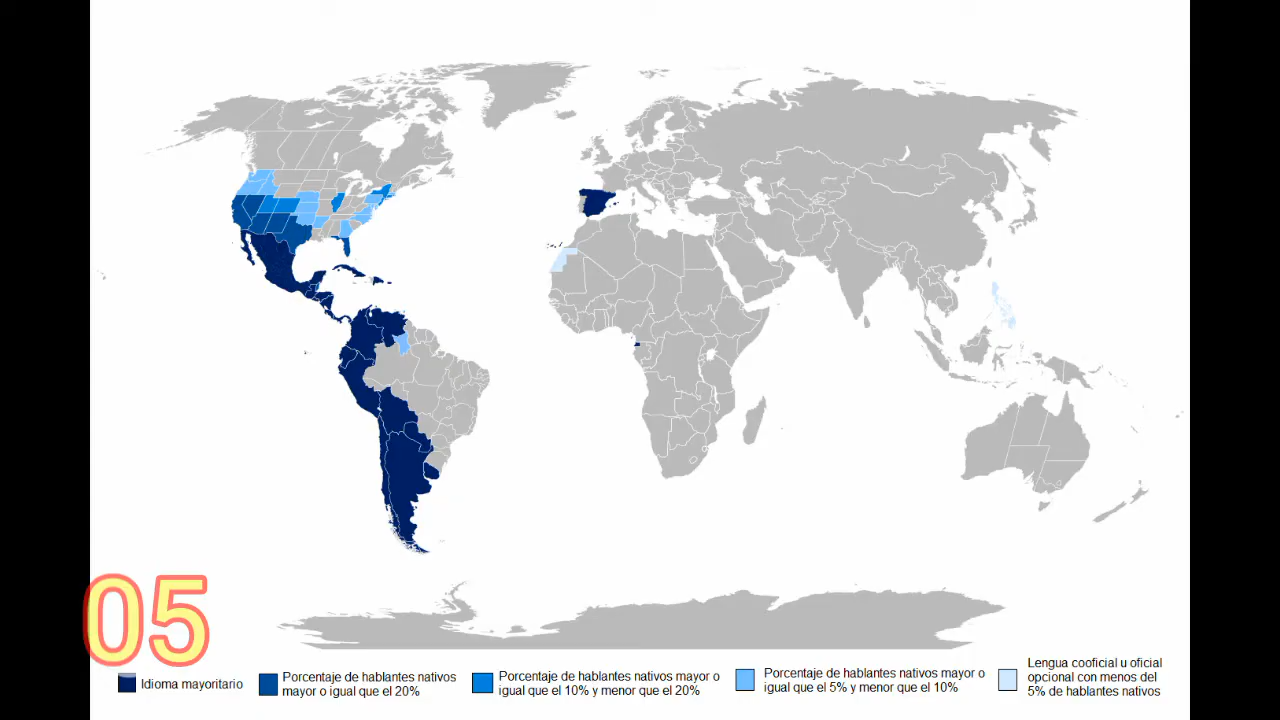 05
Idioma mayoritario
Porcentaje de hablantes nativos
mayor o igual que el 20%
Porcentaje de hablantes nativos mayor o
igual que el 10% y menor que el 20%
Porcentaje de hablantes nativos mayor o
igual que el 5% y menor que el 10%
Lengua cooficial u oficial
opcional con menos del
5% de hablantes nativos